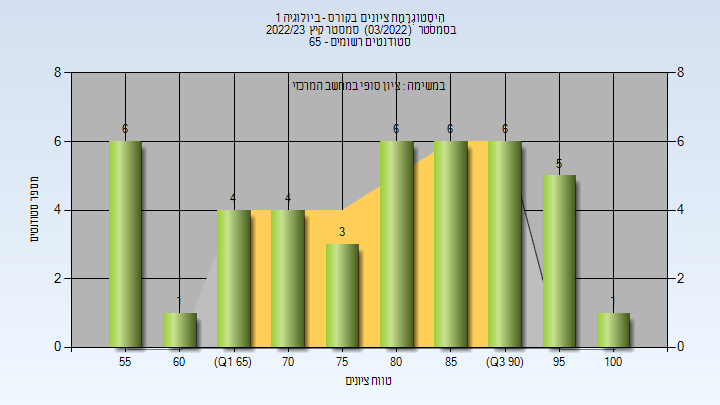 הִיסְטוֹגְרָמַת ציונים בקורס - ביולוגיה 1
בסמסטר (03/2022) סמסטר קיץ 2022/23
סטודנטים רשומים - 65
במשימה : ציון סופי במחשב המרכזי
8 8
6 6
4 4
2 2
0 0
מספר סטודנטים
6 1 4 4 3 6 6 6 5 1
55 60 (Q1 65) 70 75 80 85 (Q3 90) 95 100
טווח ציונים